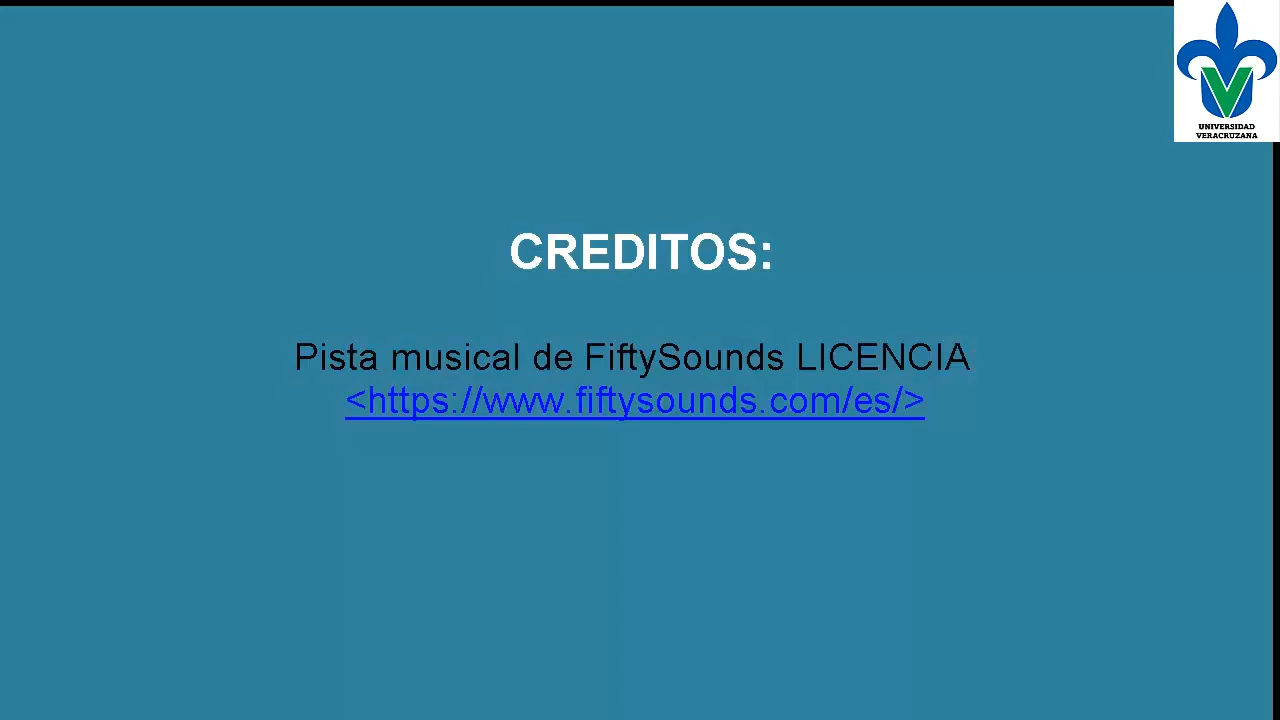 UNIVERSIDAD
VERACRUZANA
CREDITOS:
Pista musical de FiftySounds LICENCIA
<https://www.fiftysounds.com/es/>